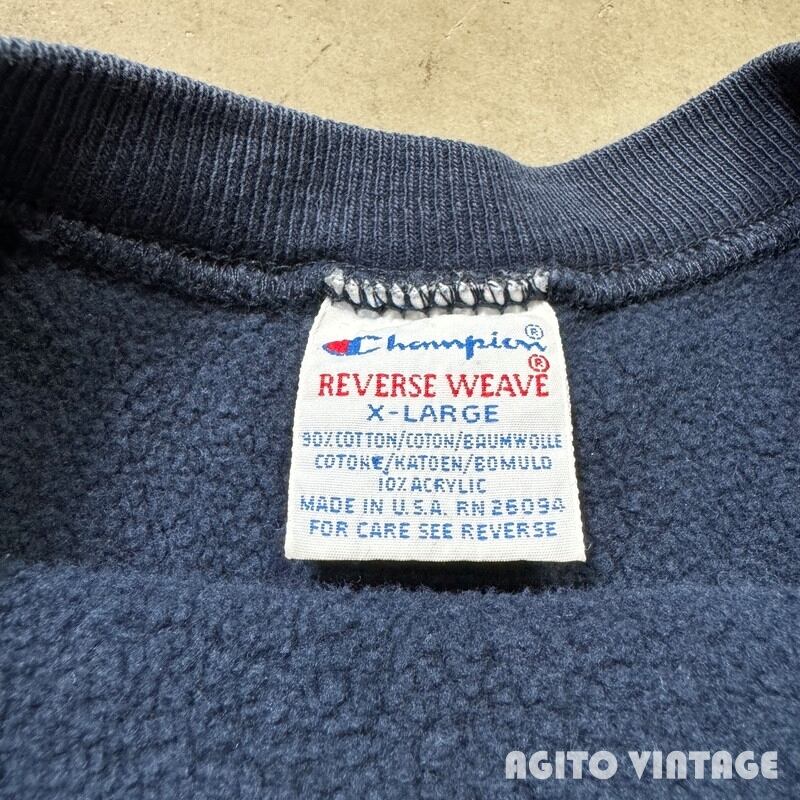 Champion®
REVERSE WEAVE®
X-LARGE
90% COTTON/COTON/BAUMWOLLE
COTONE/KATOEN/BOMULD
10% ACRYLIC
MADE IN U.S.A. RN 26094
FOR CARE SEE REVERSE
AGITO VINTAGE